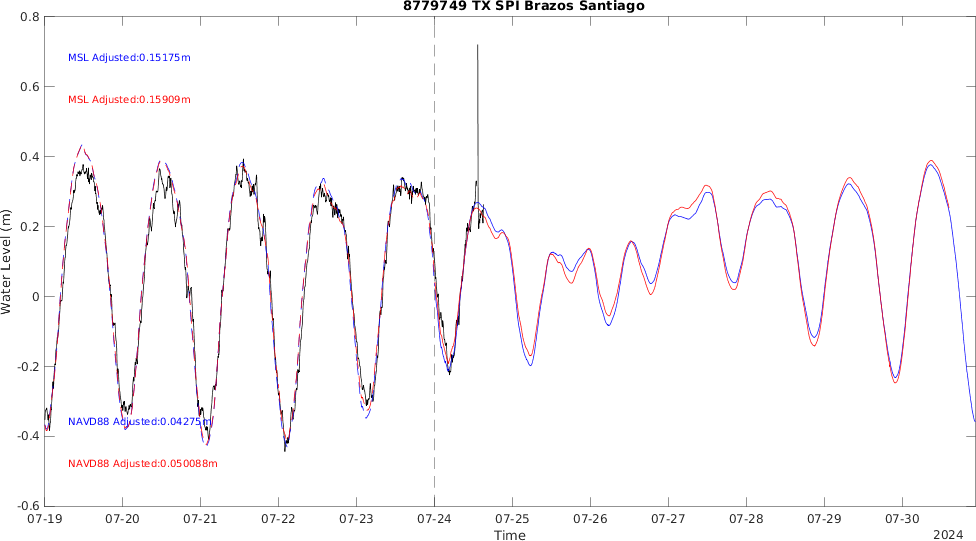 8779749 TX SPI Brazos Santiago
0.8
MSL Adjusted:0.15175m
0.6
MSL Adjusted:0.15909m
0.4
0.2
Water Level (m)
0
-0.2
NAVD88 Adjusted:0.04275m
-0.4
NAVD88 Adjusted:0.050088m
-0.6
07-19 07-20 07-21 07-22 07-23 07-24 07-25 07-26 07-27 07-28 07-29 07-30
Time
2024